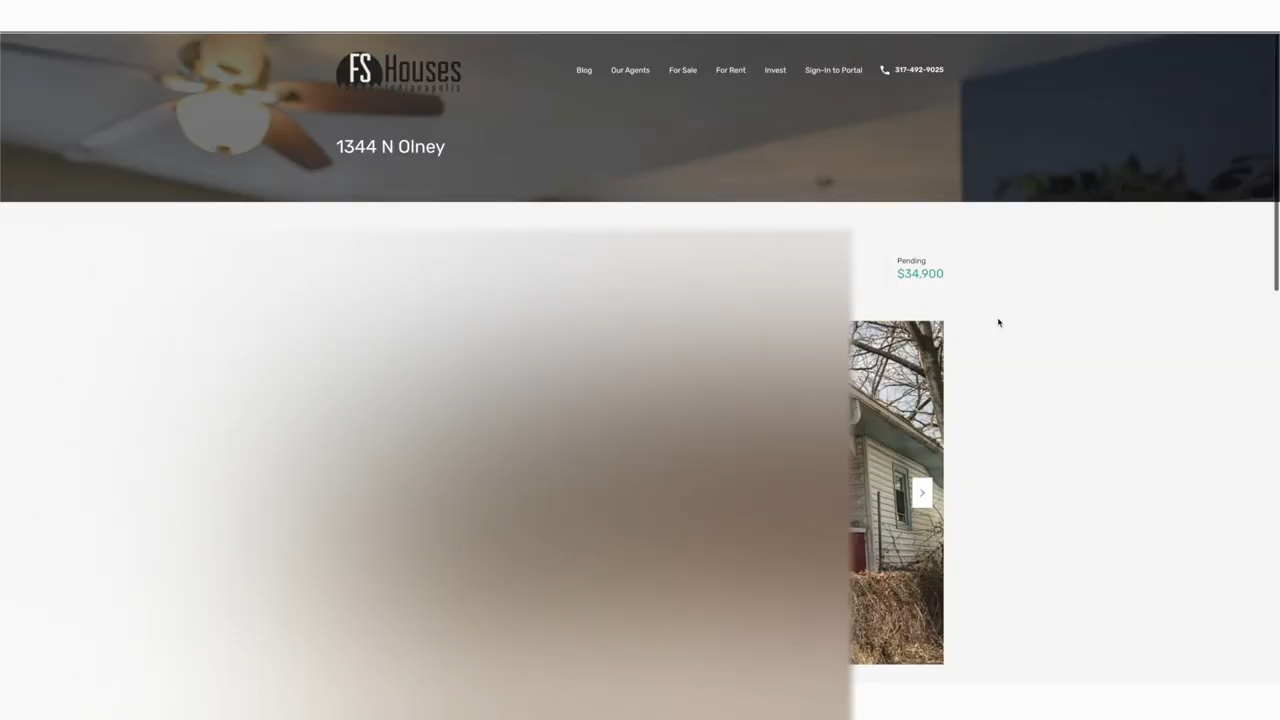 FS Houses
Indianapolis
Blog Our Agents For Sale For Rent Invest Sign-In to Portal 317-492-9025
1344 N Olney
Pending
$34,900